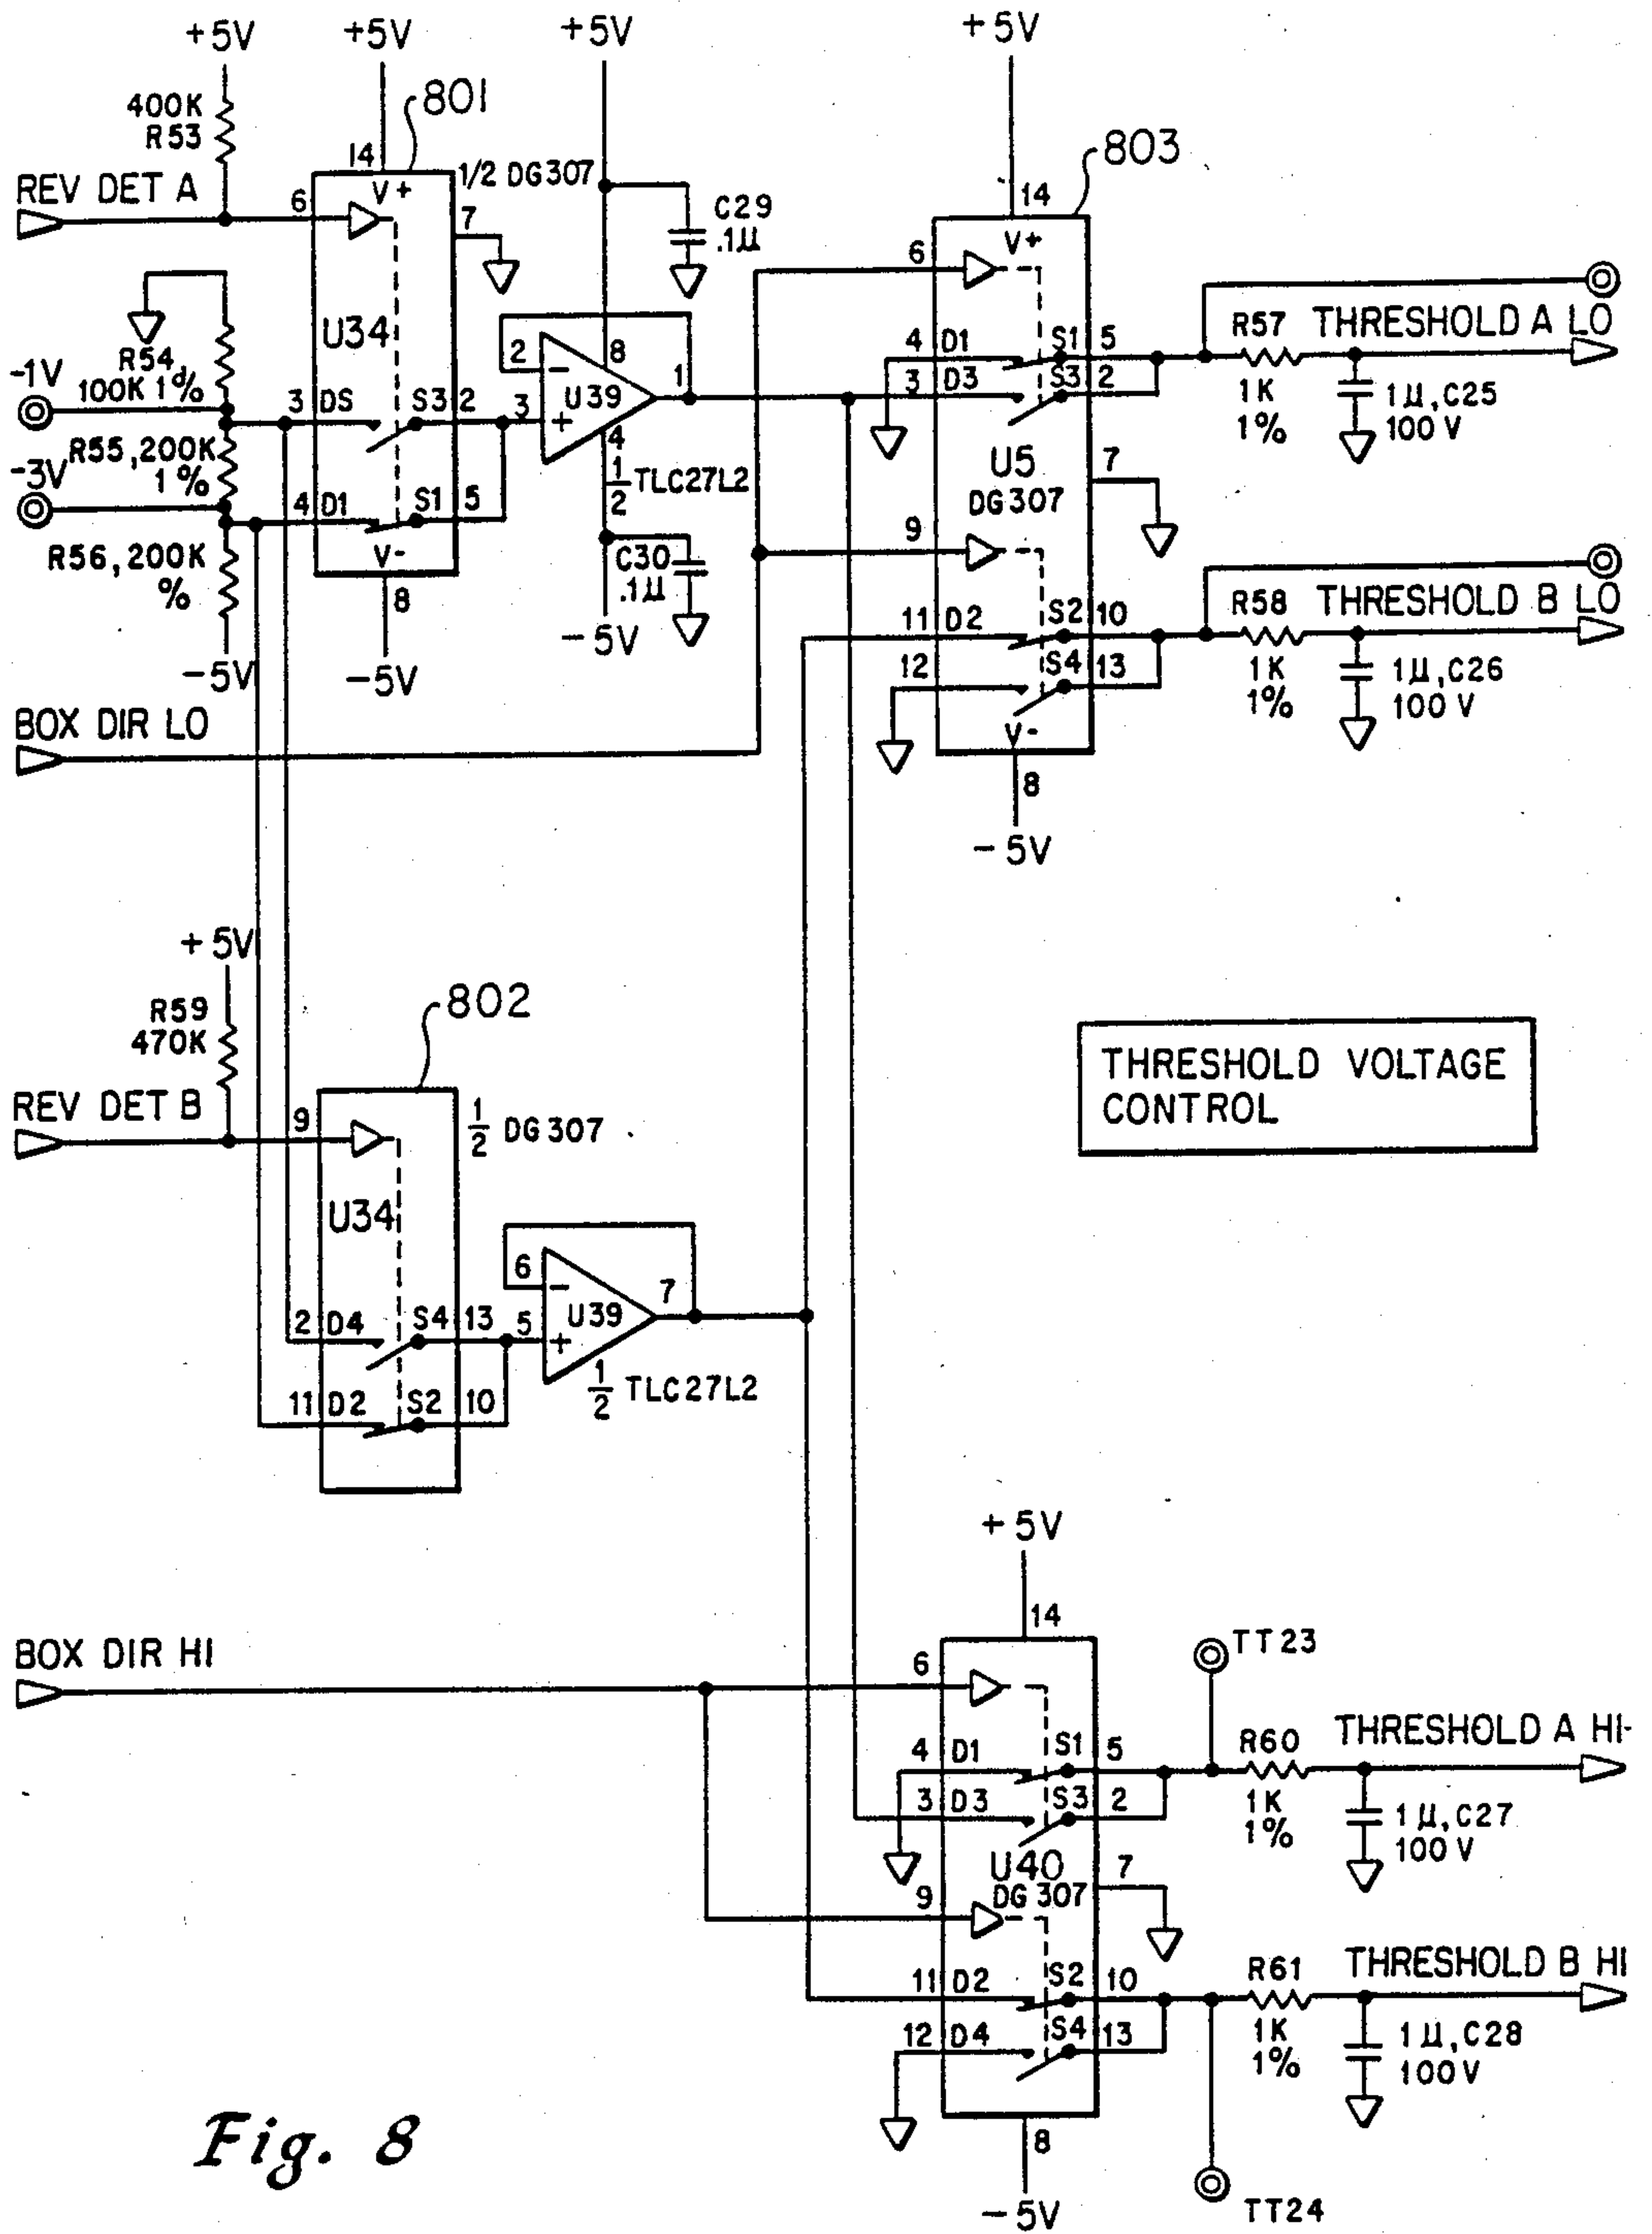 +5V
+5V
+5V
+5V
400K
R53
801
803
14
V+
1/2 DG307
REV DET A
6
7
C29
.1µ
14
V+
6
U34
R54
100K 1%
-1V
3 DS
S3 2
R55, 200K
1%
-3V
4 D1
S1 5
R56, 200K
%
V-
8
-5V
-5V
2
8
1
3
U39
4
1/2 TLC27L2
C30
.1µ
-5V
4 D1
S1 5
3 D3
S3 2
U5
DG307
7
9
11 D2
S2 10
12
S4 13
V-
8
-5V
R57
1K
1%
THRESHOLD A LO
1µ, C25
100 V
R58
1K
1%
THRESHOLD B LO
1µ, C26
100 V
BOX DIR LO
+5V
R59
470K
802
REV DET B
9
1/2 DG307
U34
2 D4
S4 13
11 D2
S2 10
6
7
5
U39
1/2 TLC27L2
THRESHOLD VOLTAGE
CONTROL
+5V
14
BOX DIR HI
6
TT23
4 D1
S1 5
3 D3
S3 2
R60
1K
1%
THRESHOLD A HI-
1µ, C27
100 V
U40
DG307
7
9
11 D2
S2 10
12 D4
S4 13
R61
1K
1%
THRESHOLD B HI
1µ, C28
100 V
8
-5V
TT24
Fig. 8